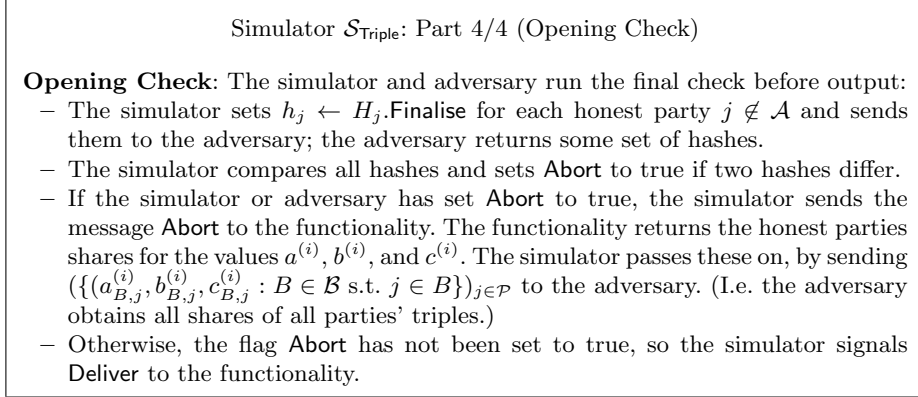 Simulator 𝒮_Triple: Part 4/4 (Opening Check)
Opening Check: The simulator and adversary run the final check before output:
– The simulator sets h_j ← H_j.Finalise for each honest party j ∉ 𝒜 and sends
them to the adversary; the adversary returns some set of hashes.
– The simulator compares all hashes and sets Abort to true if two hashes differ.
– If the simulator or adversary has set Abort to true, the simulator sends the
message Abort to the functionality. The functionality returns the honest parties
shares for the values a^(i), b^(i), and c^(i). The simulator passes these on, by sending
({(a^(i)_{B,j}, b^(i)_{B,j}, c^(i)_{B,j} : B ∈ ℬ s.t. j ∈ B})_{j∈𝒫} to the adversary. (I.e. the adversary
obtains all shares of all parties' triples.)
– Otherwise, the flag Abort has not been set to true, so the simulator signals
Deliver to the functionality.